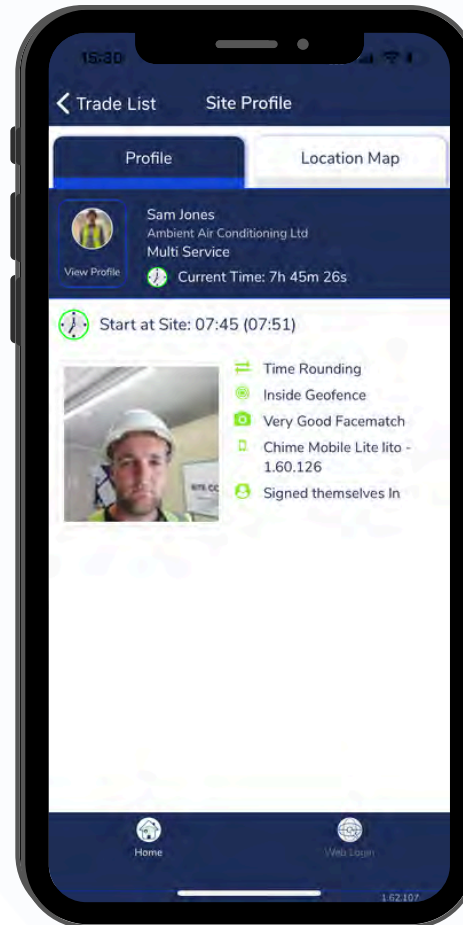 15:30
Trade List
Site Profile
Profile
Location Map
Sam Jones
Ambient Air Conditioning Ltd
Multi Service
View Profile
Current Time: 7h 45m 26s
Start at Site: 07:45 (07:51)
Time Rounding
Inside Geofence
Very Good Facematch
Chime Mobile Lite lito -
1.60.126
Signed themselves In
Home
Web Login
1.62.107